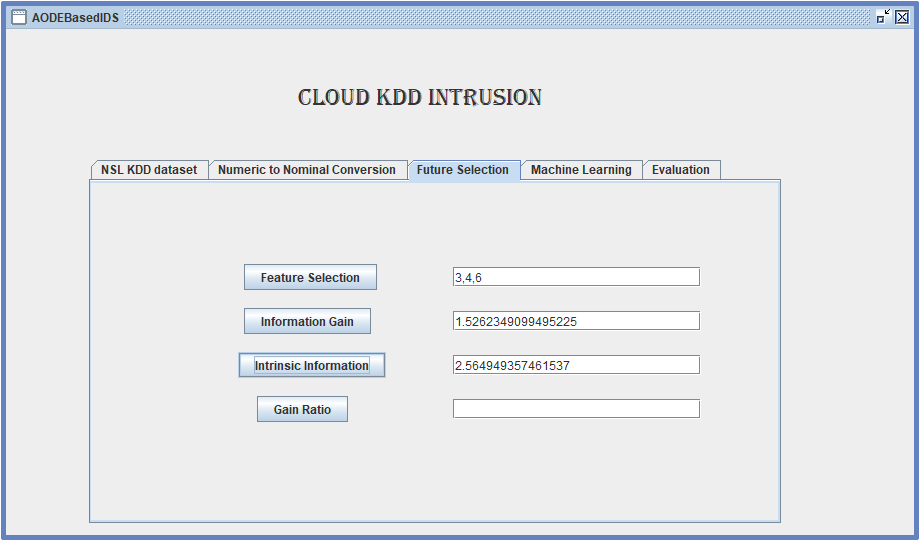 AODEBasedIDS
CLOUD KDD INTRUSION
NSL KDD dataset Numeric to Nominal Conversion Future Selection Machine Learning Evaluation
Feature Selection 3,4,6
Information Gain 1.5262349099495225
Intrinsic Information 2.564949357461537
Gain Ratio